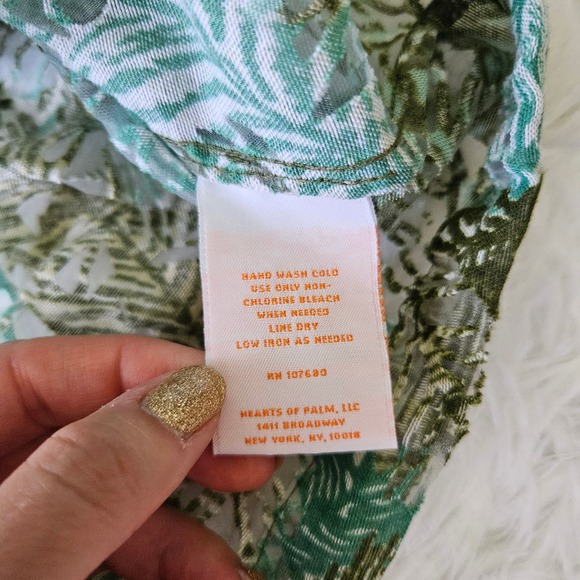 HAND WASH COLD
USE ONLY NON-
CHLORINE BLEACH
WHEN NEEDED
LINE DRY
LOW IRON AS NEEDED
RN 107680
HEARTS OF PALM, LLC
1411 BROADWAY
NEW YORK, NY, 10018